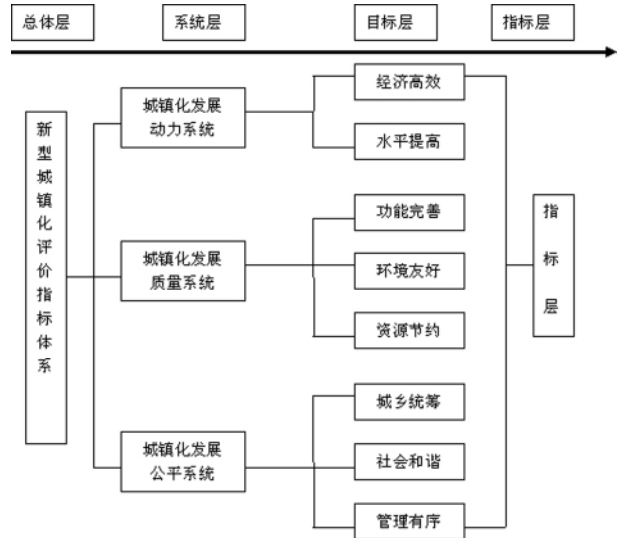 总体层 系统层 目标层 指标层
新型城镇化评价指标体系
城镇化发展
动力系统
经济高效
水平提高
城镇化发展
质量系统
功能完善
环境友好
资源节约
城镇化发展
公平系统
城乡统筹
社会和谐
管理有序
指标层